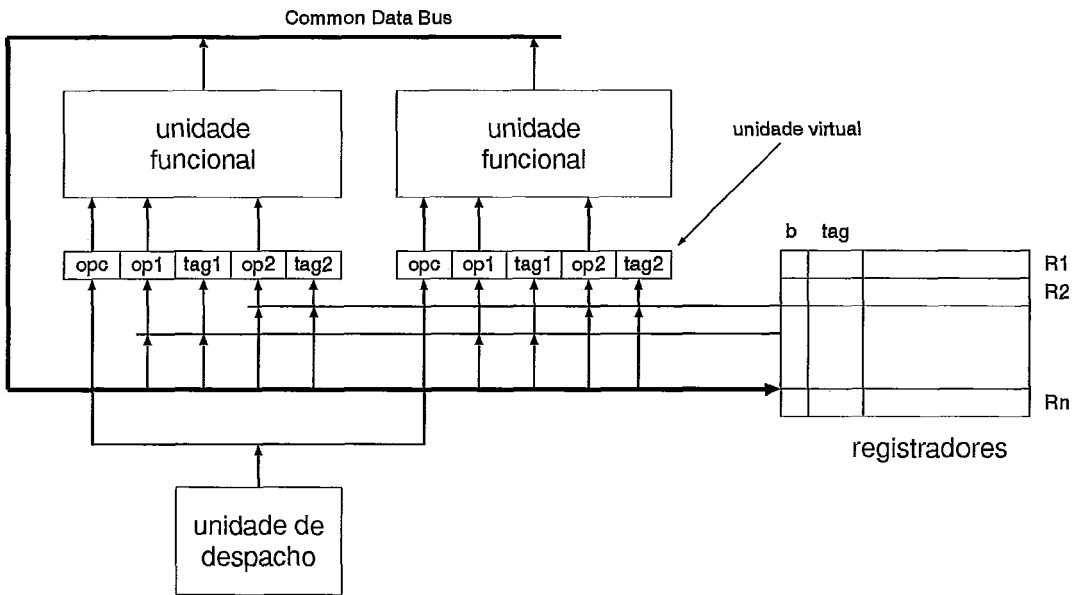 Common Data Bus
unidade
funcional
unidade
funcional
unidade virtual
opc op1 tag1 op2 tag2
opc op1 tag1 op2 tag2
b tag
R1
R2
Rn
registradores
unidade de
despacho